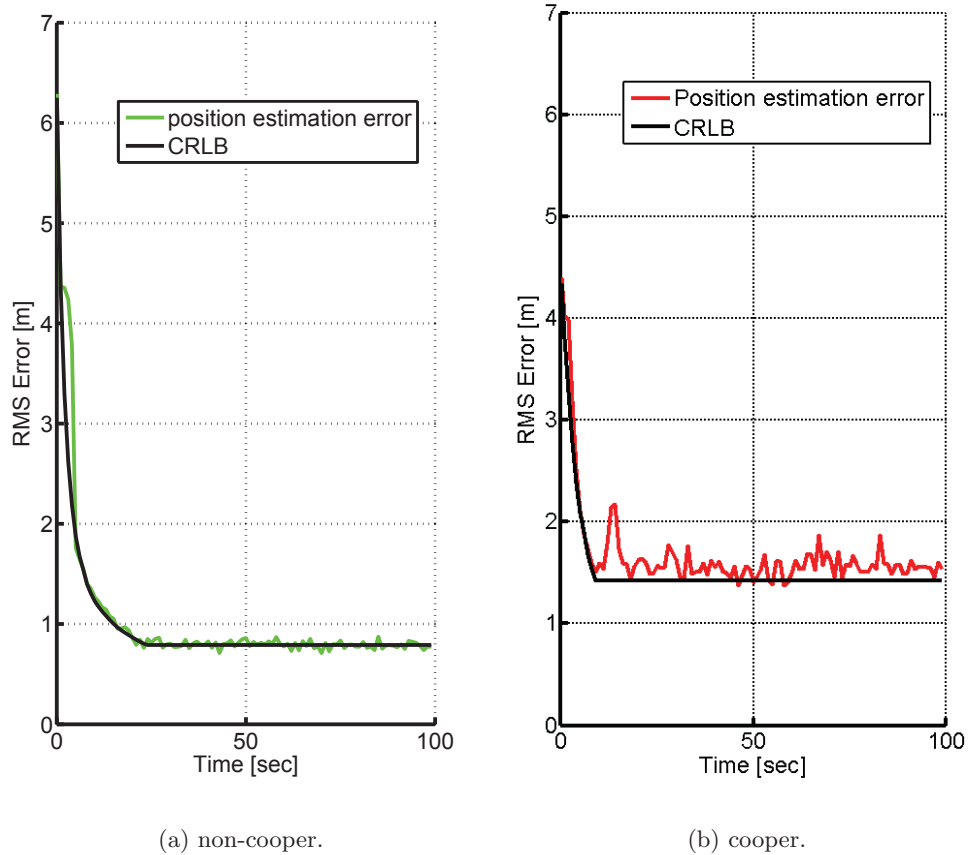 7
6
5
4
3
2
1
0
RMS Error [m]
position estimation error
CRLB
0
50
100
Time [sec]
(a) non-cooper.
7
6
5
4
3
2
1
0
RMS Error [m]
Position estimation error
CRLB
0
50
100
Time [sec]
(b) cooper.